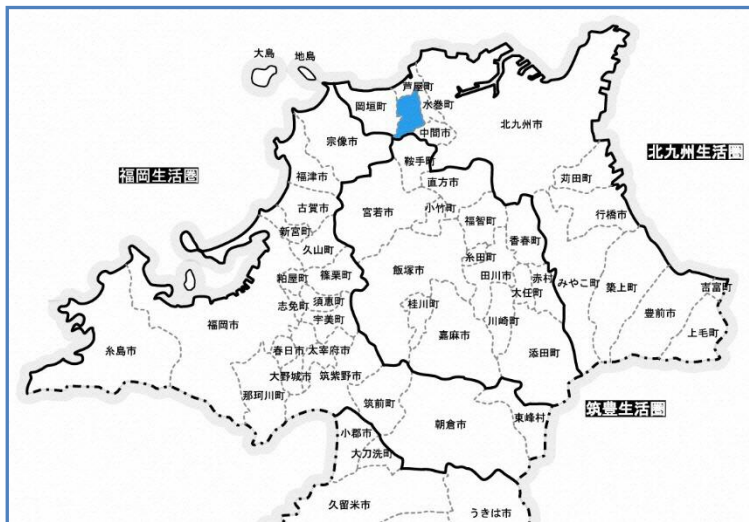 大島
地島
芦屋町
岡垣町
水巻町
北九州市
中間市
宗像市
北九州生活圏
鞍手町
福岡生活圏
直方市
苅田町
福津市
古賀市
宮若市
小竹町
福智町
行橋市
新宮町
香春町
久山町
糸田町
粕屋町
篠栗町
飯塚市
田川市
赤村
みやこ町
吉富町
志免町
須恵町
桂川町
大任町
築上町
福岡市
宇美町
川崎町
豊前市
嘉麻市
上毛町
糸島市
春日市
太宰府市
添田町
大野城市
筑紫野市
那珂川町
筑前町
筑豊生活圏
東峰村
朝倉市
小郡市
大刀洗町
久留米市
うきは市